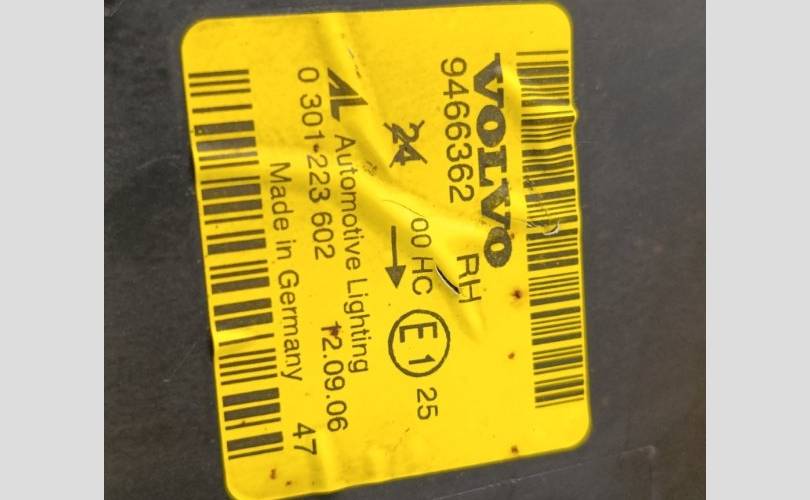 VOLVO
9466362 RH
24 00 HC E1 25
AL Automotive Lighting
0 301-223 602 12.09.06
Made in Germany 47